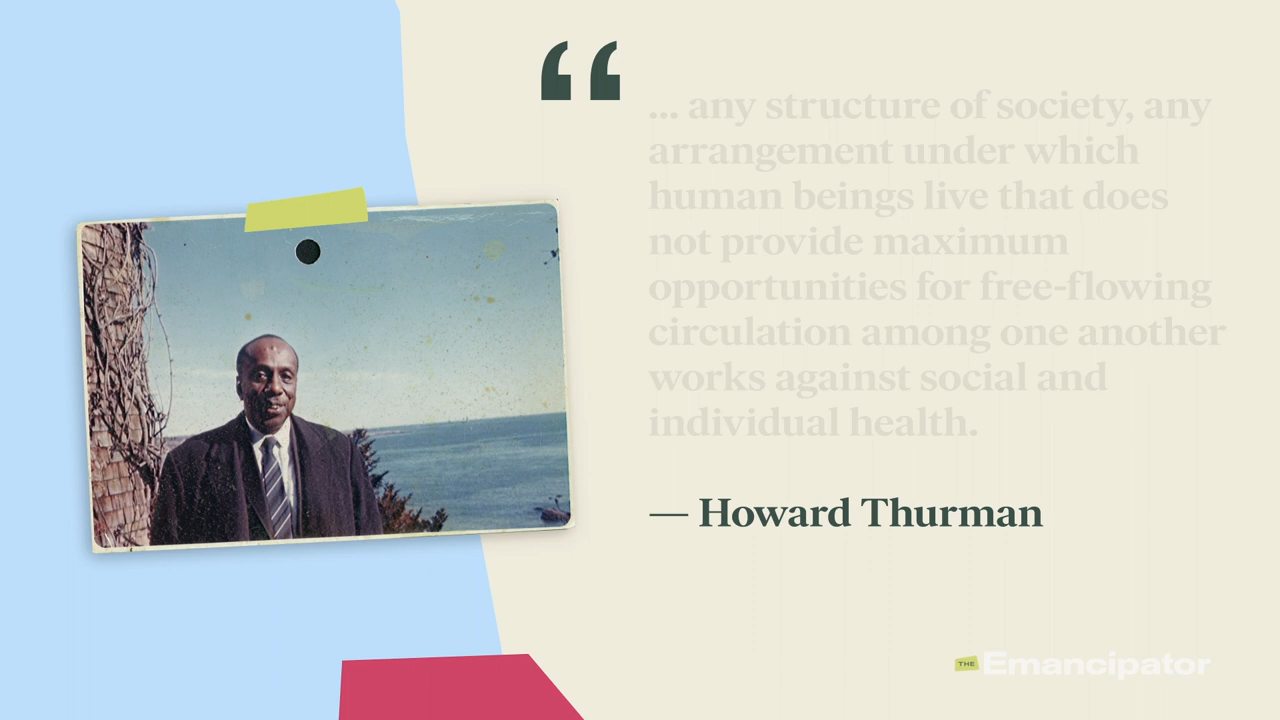 “
... any structure of society, any
arrangement under which
human beings live that does
not provide maximum
opportunities for free-flowing
circulation among one another
works against social and
individual health.
— Howard Thurman
THE Emancipator